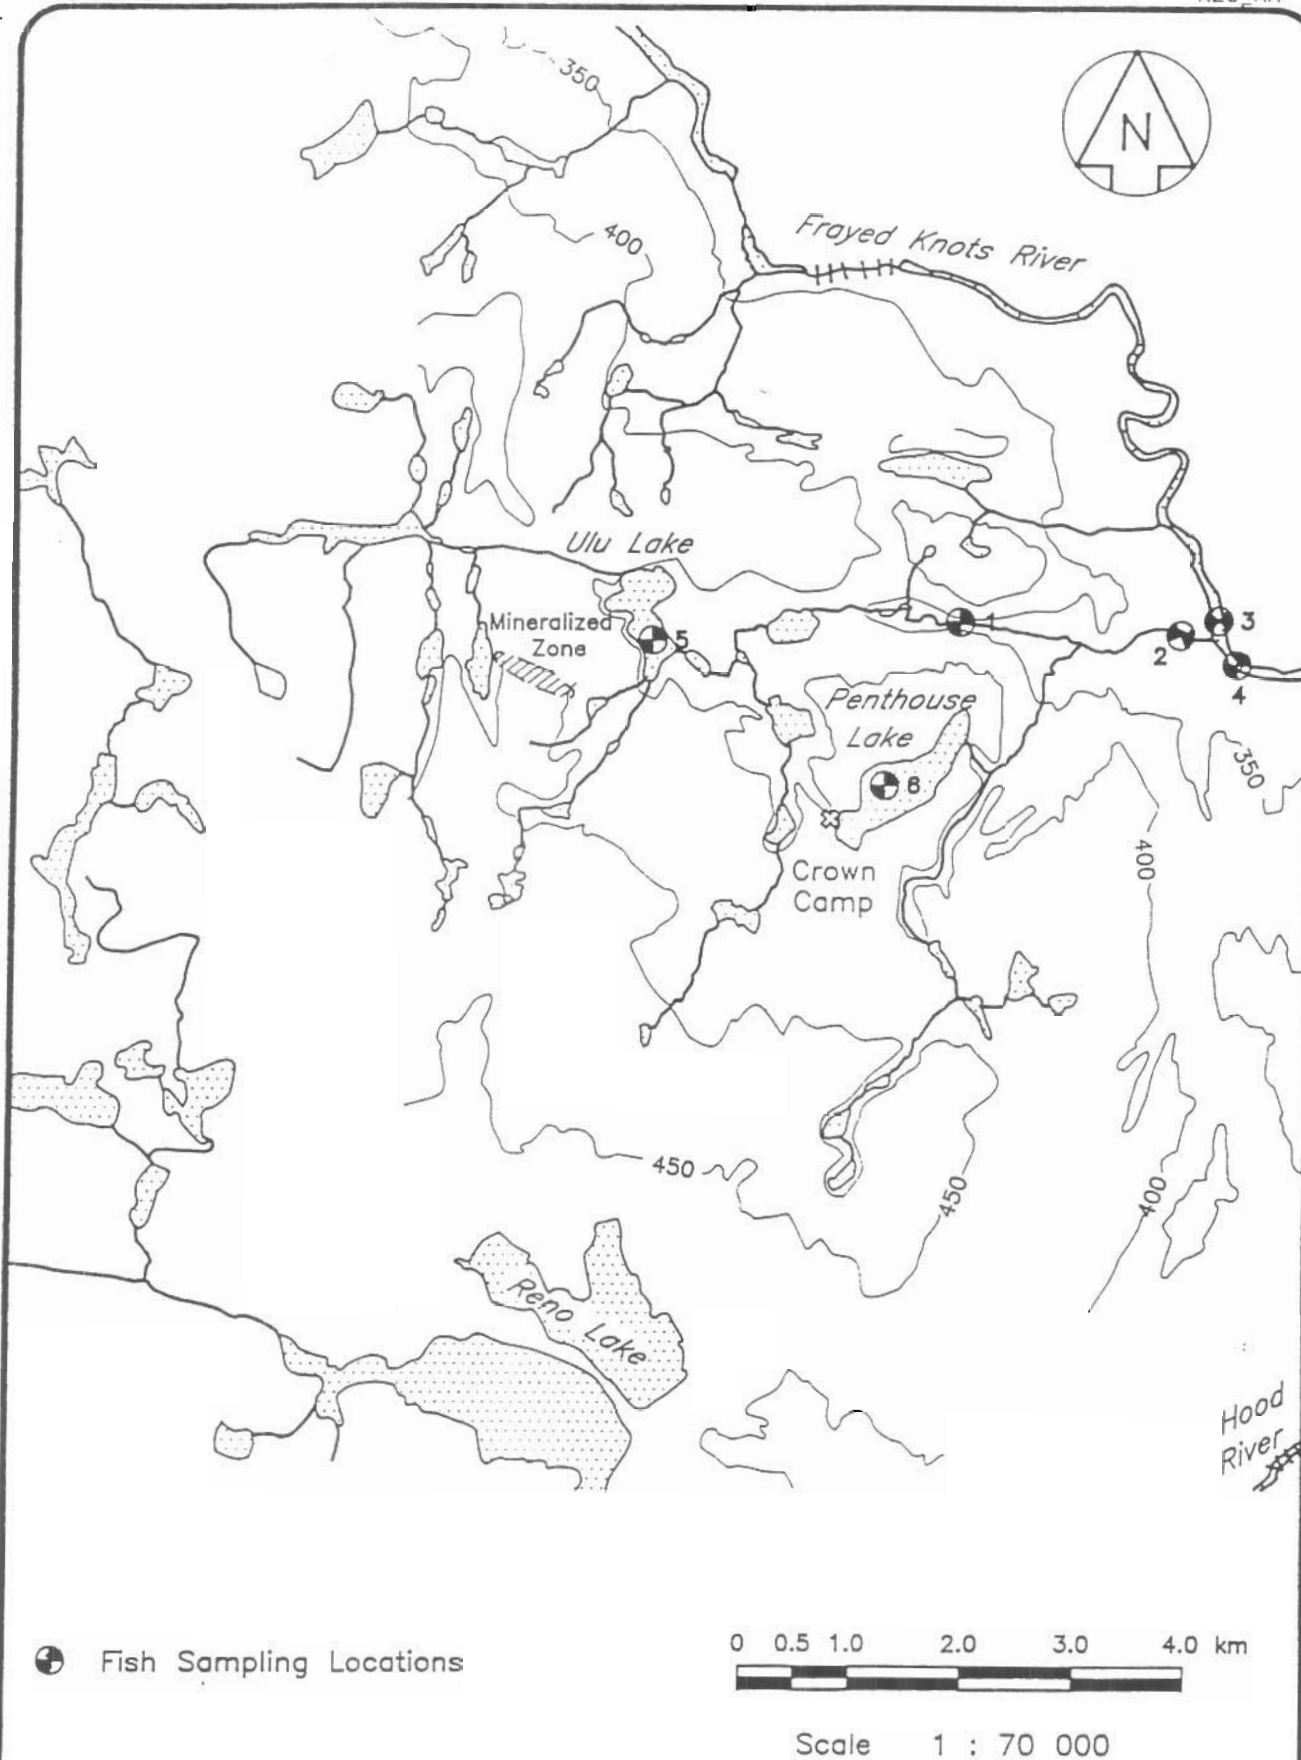 350
N
400
Frayed Knots River
Ulu Lake
Mineralized
Zone
1
2
3
4
5
Penthouse
Lake
6
350
400
Crown
Camp
450
450
400
Reno Lake
Hood
River
Fish Sampling Locations
0 0.5 1.0 2.0 3.0 4.0 km
Scale 1 : 70 000